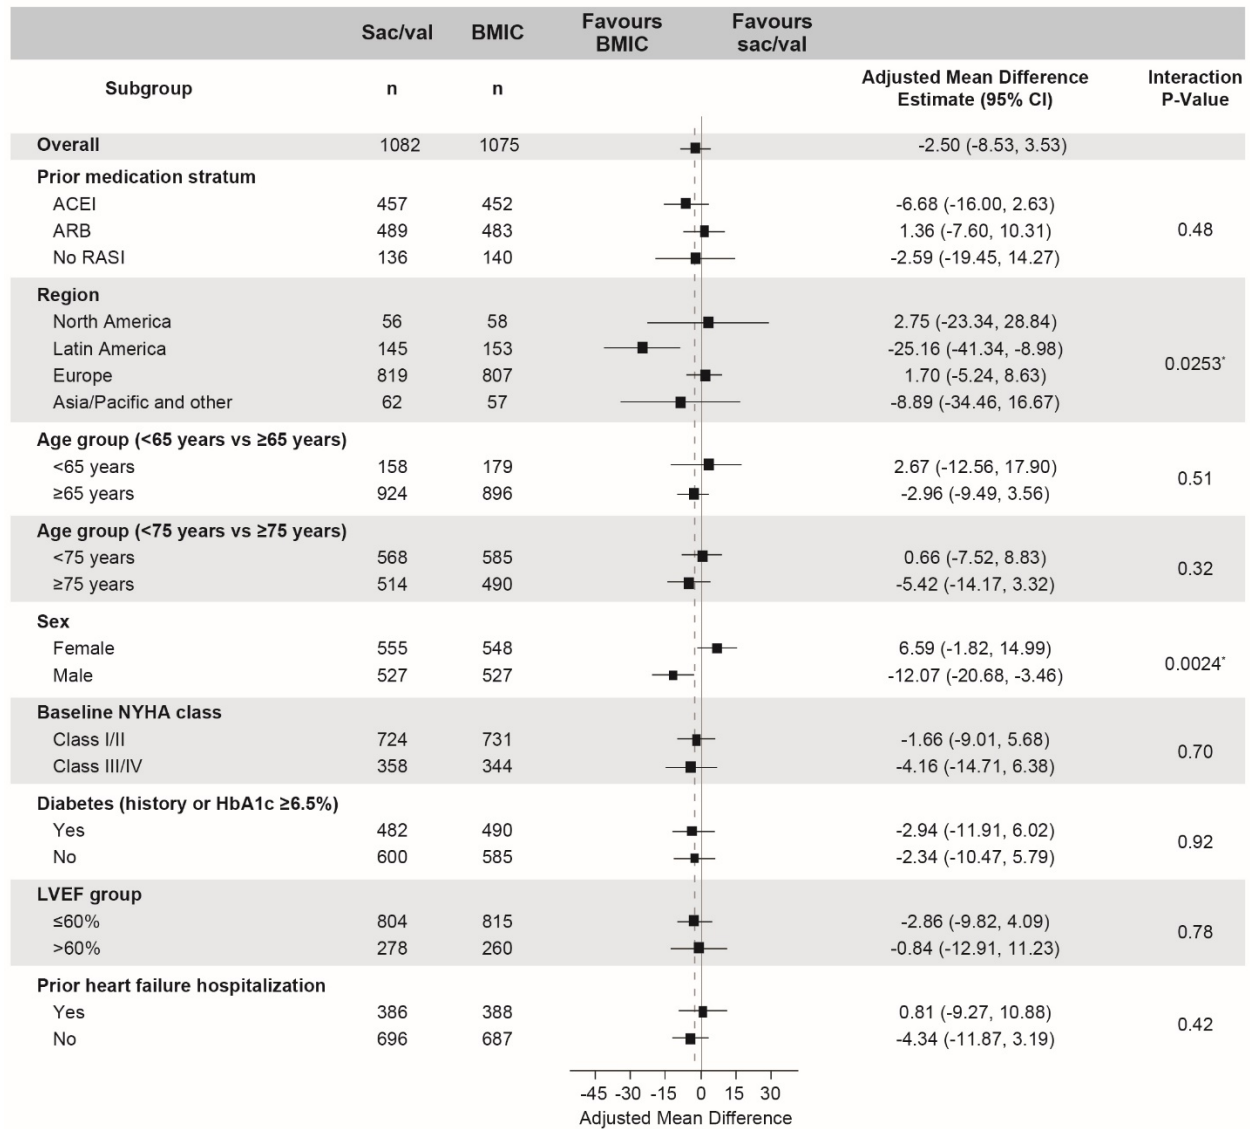 Sac/val BMIC Favours BMIC Favours sac/val
Subgroup n n Adjusted Mean Difference Estimate (95% CI) Interaction P-Value
Overall 1082 1075 -2.50 (-8.53, 3.53)
Prior medication stratum
ACEI 457 452 -6.68 (-16.00, 2.63)
ARB 489 483 1.36 (-7.60, 10.31) 0.48
No RASI 136 140 -2.59 (-19.45, 14.27)
Region
North America 56 58 2.75 (-23.34, 28.84)
Latin America 145 153 -25.16 (-41.34, -8.98)
0.0253*
Europe 819 807 1.70 (-5.24, 8.63)
Asia/Pacific and other 62 57 -8.89 (-34.46, 16.67)
Age group (<65 years vs ≥65 years)
<65 years 158 179 2.67 (-12.56, 17.90)
0.51
≥65 years 924 896 -2.96 (-9.49, 3.56)
Age group (<75 years vs ≥75 years)
<75 years 568 585 0.66 (-7.52, 8.83)
0.32
≥75 years 514 490 -5.42 (-14.17, 3.32)
Sex
Female 555 548 6.59 (-1.82, 14.99)
0.0024*
Male 527 527 -12.07 (-20.68, -3.46)
Baseline NYHA class
Class I/II 724 731 -1.66 (-9.01, 5.68)
0.70
Class III/IV 358 344 -4.16 (-14.71, 6.38)
Diabetes (history or HbA1c ≥6.5%)
Yes 482 490 -2.94 (-11.91, 6.02)
0.92
No 600 585 -2.34 (-10.47, 5.79)
LVEF group
≤60% 804 815 -2.86 (-9.82, 4.09)
0.78
>60% 278 260 -0.84 (-12.91, 11.23)
Prior heart failure hospitalization
Yes 386 388 0.81 (-9.27, 10.88)
0.42
No 696 687 -4.34 (-11.87, 3.19)
-45 -30 -15 0 15 30
Adjusted Mean Difference